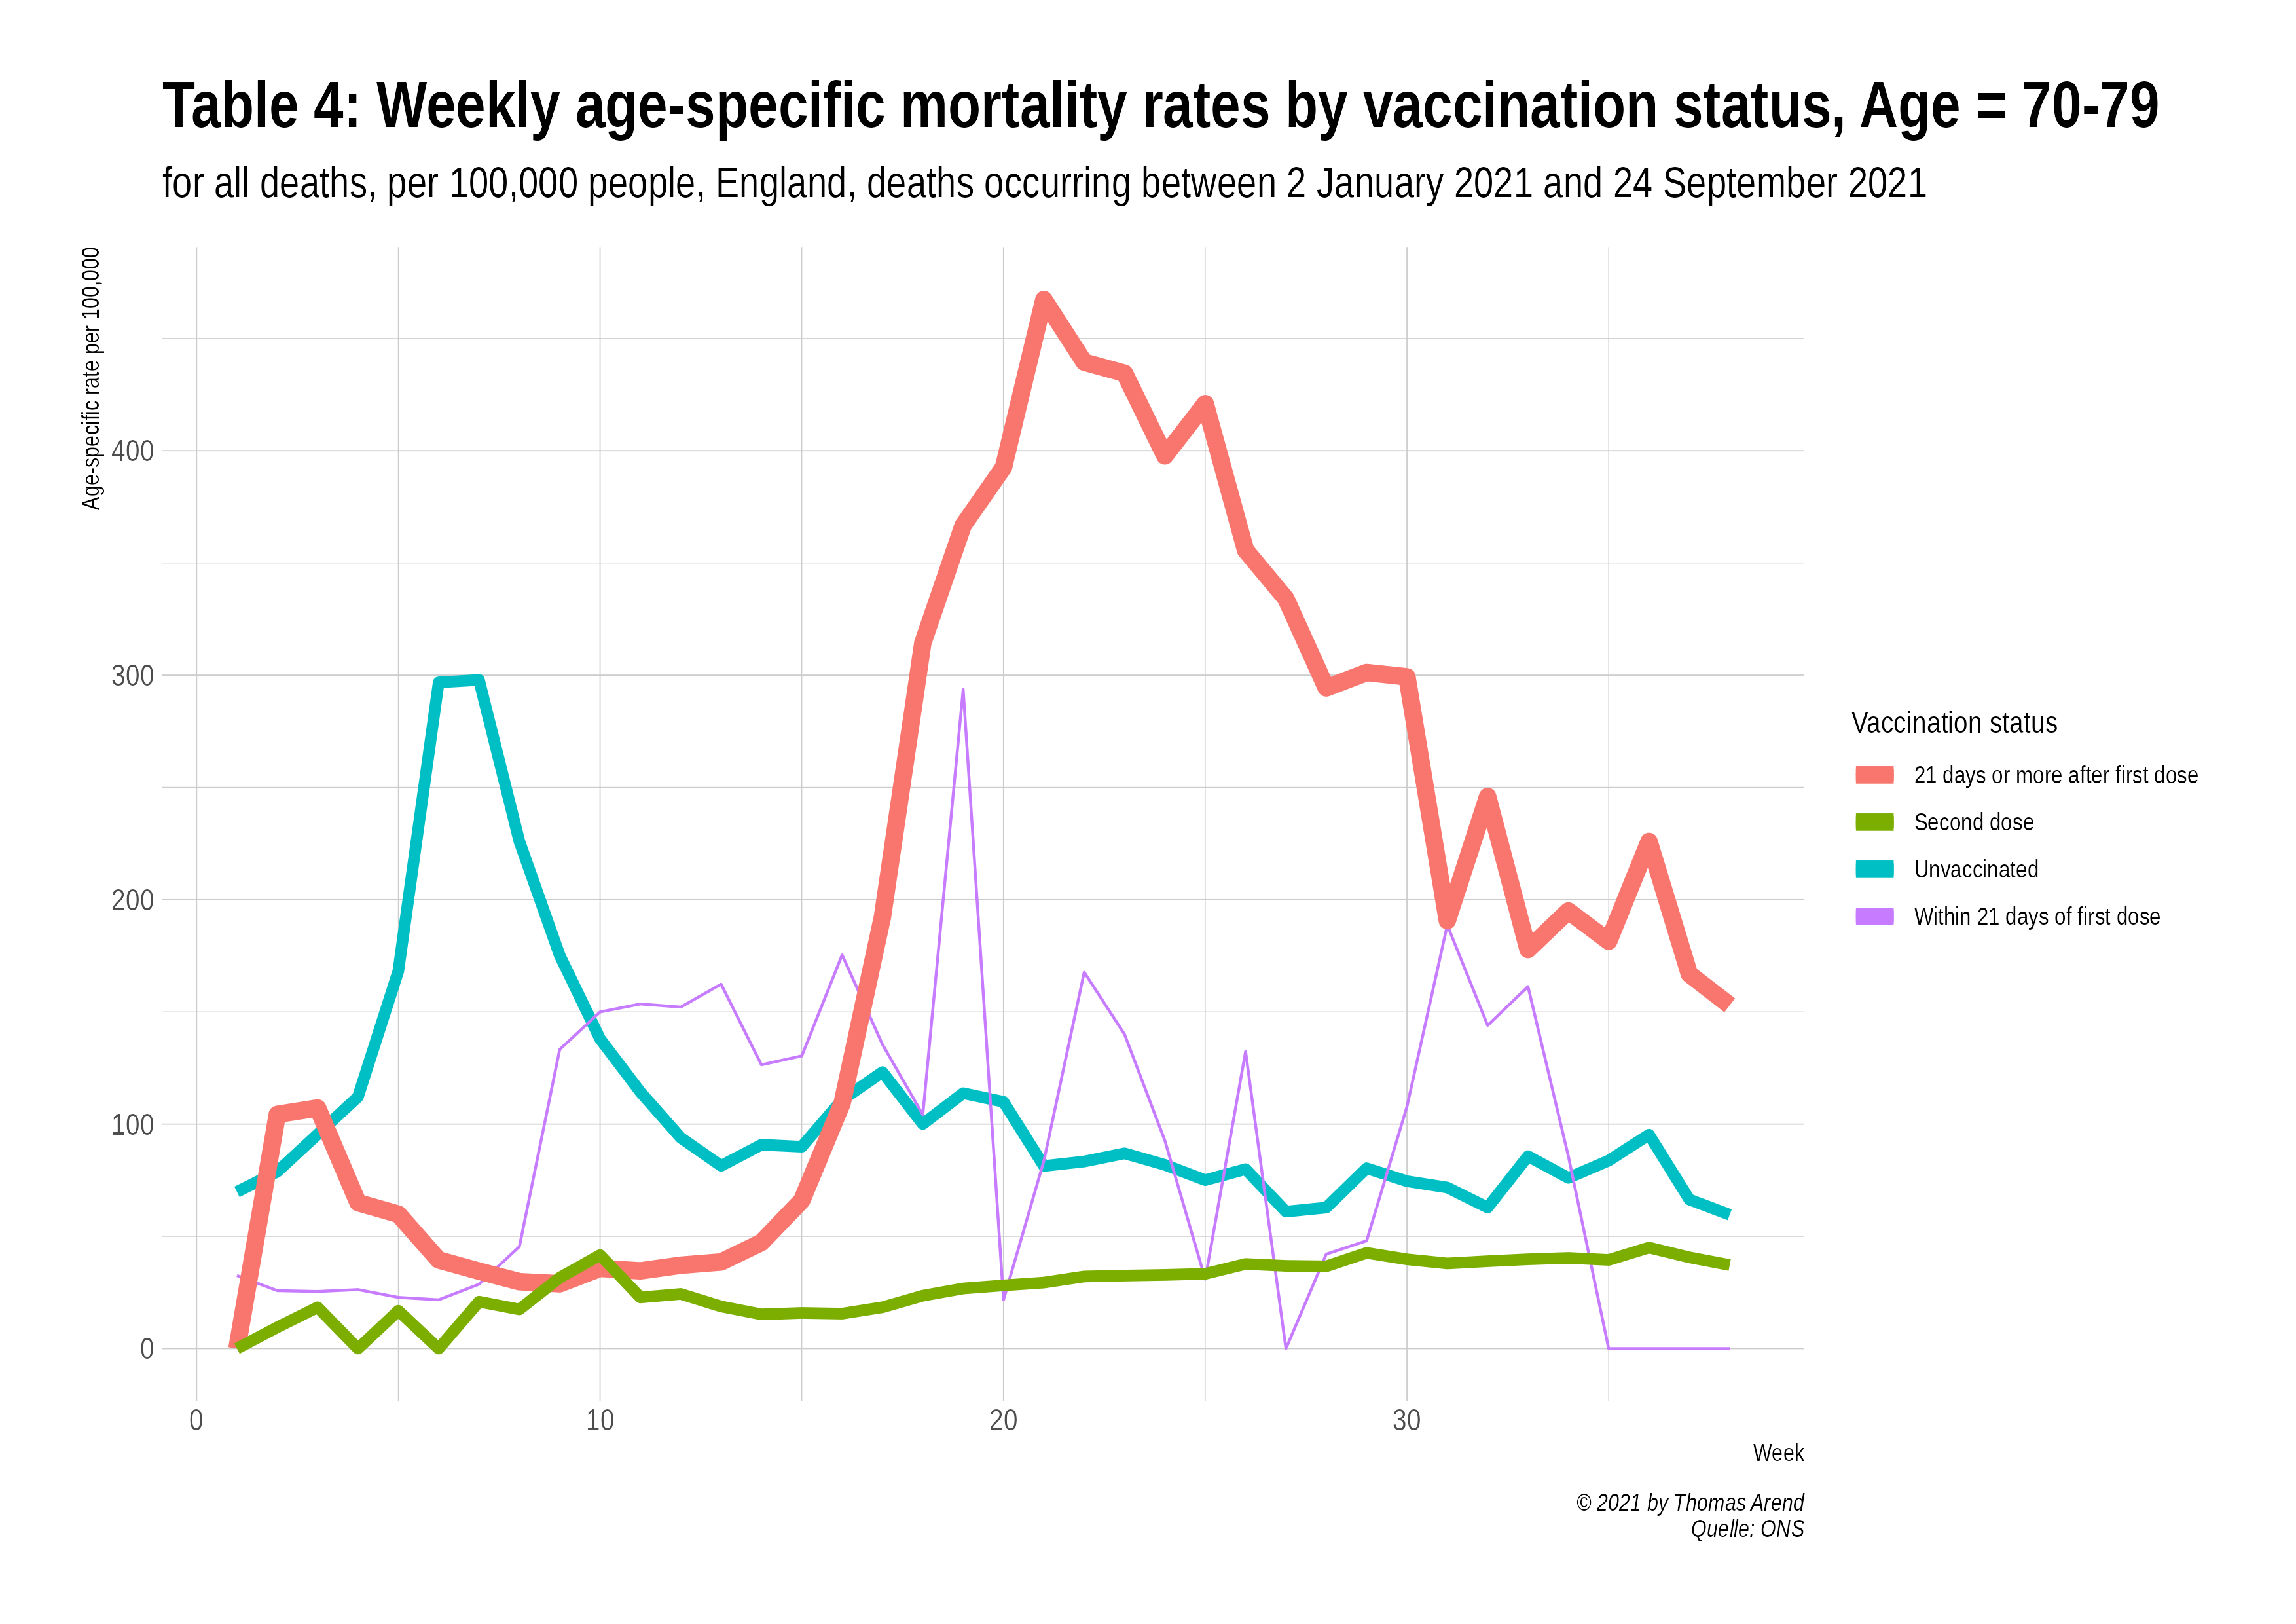 Table 4: Weekly age-specific mortality rates by vaccination status, Age = 70-79
for all deaths, per 100,000 people, England, deaths occurring between 2 January 2021 and 24 September 2021
Age-specific rate per 100,000
400
300
200
100
0
0 10 20 30
Week
Vaccination status
21 days or more after first dose
Second dose
Unvaccinated
Within 21 days of first dose
© 2021 by Thomas Arend
Quelle: ONS